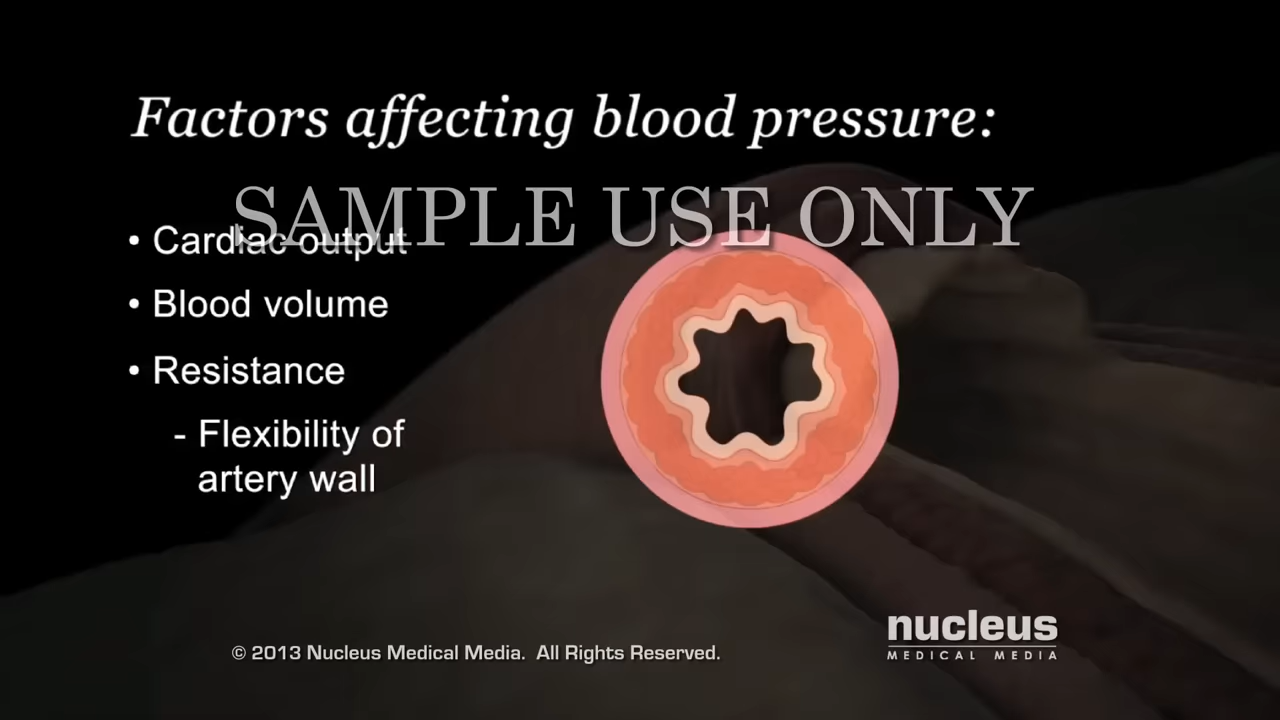 Factors affecting blood pressure:
SAMPLE USE ONLY
• Cardiac output
• Blood volume
• Resistance
- Flexibility of
artery wall
© 2013 Nucleus Medical Media. All Rights Reserved.
nucleus
MEDICAL MEDIA